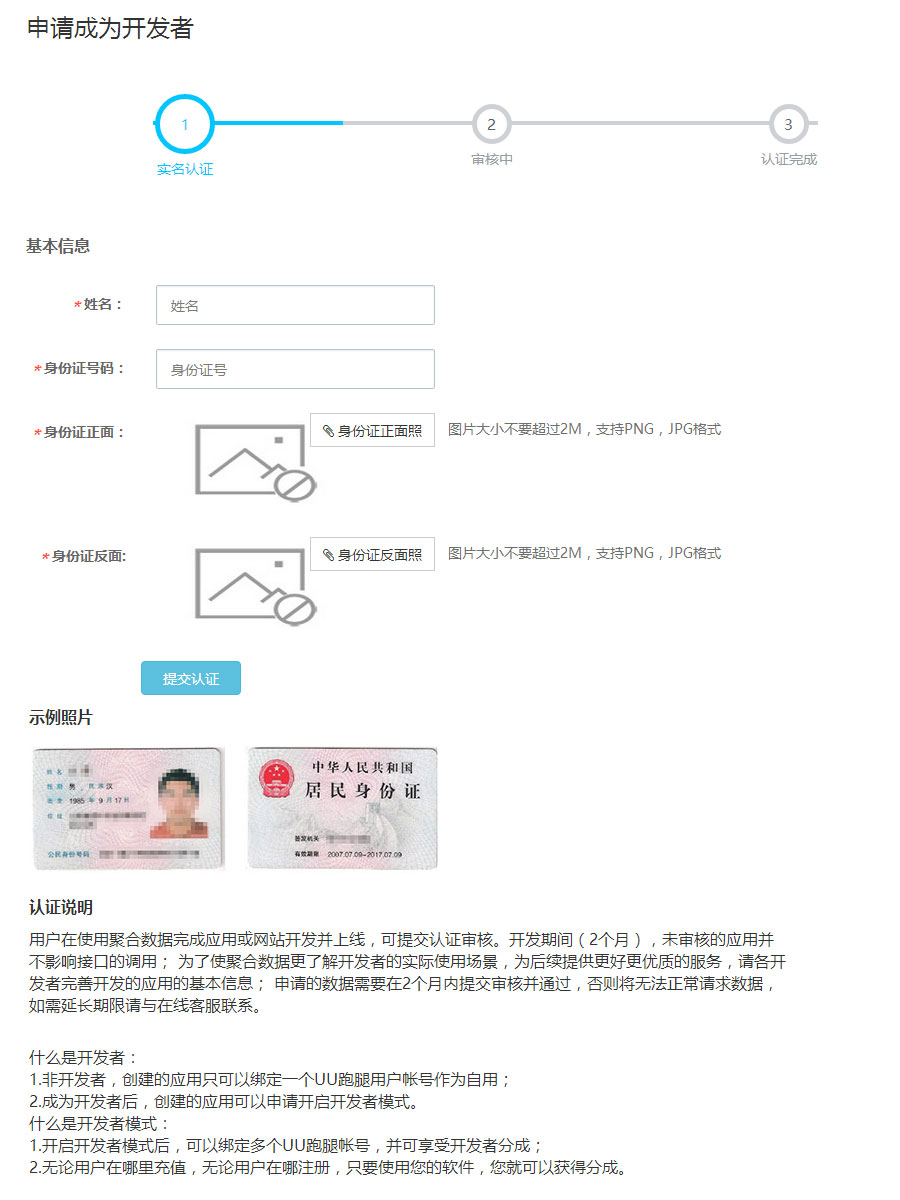 申请成为开发者
1
2
3
实名认证
审核中
认证完成
基本信息
*姓名：
姓名
*身份证号码：
身份证号
*身份证正面：
身份证正面照
图片大小不要超过2M，支持PNG，JPG格式
*身份证反面:
身份证反面照
图片大小不要超过2M，支持PNG，JPG格式
提交认证
示例照片
姓名
性别 男 民族汉
出生 1985 年 9 月 17 日
住址
公民身份号码
中华人民共和国
居民身份证
签发机关
有效期限 2007.07.09-2017.07.09
认证说明
用户在使用聚合数据完成应用或网站开发并上线，可提交认证审核。开发期间（2个月），未审核的应用并
不影响接口的调用； 为了使聚合数据更了解开发者的实际使用场景，为后续提供更好更优质的服务，请各开
发者完善开发的应用的基本信息； 申请的数据需要在2个月内提交审核并通过，否则将无法正常请求数据，
如需延长期限请与在线客服联系。
什么是开发者：
1.非开发者，创建的应用只可以绑定一个UU跑腿用户帐号作为自用；
2.成为开发者后，创建的应用可以申请开启开发者模式。
什么是开发者模式：
1.开启开发者模式后，可以绑定多个UU跑腿帐号，并可享受开发者分成；
2.无论用户在哪里充值，无论用户在哪注册，只要使用您的软件，您就可以获得分成。